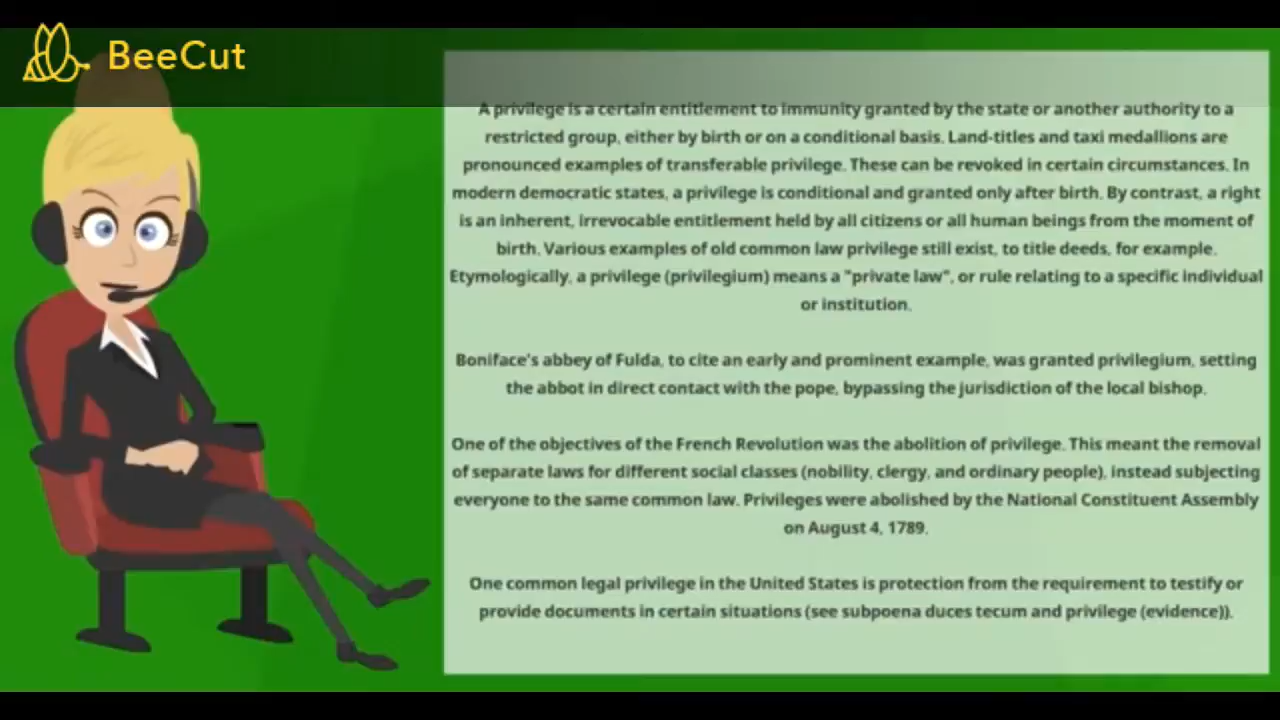 BeeCut
A privilege is a certain entitlement to immunity granted by the state or another authority to a
restricted group, either by birth or on a conditional basis. Land-titles and taxi medallions are
pronounced examples of transferable privilege. These can be revoked in certain circumstances. In
modern democratic states, a privilege is conditional and granted only after birth. By contrast, a right
is an inherent, irrevocable entitlement held by all citizens or all human beings from the moment of
birth. Various examples of old common law privilege still exist, to title deeds, for example.
Etymologically, a privilege (privilegium) means a "private law", or rule relating to a specific individual
or institution.
Boniface's abbey of Fulda, to cite an early and prominent example, was granted privilegium, setting
the abbot in direct contact with the pope, bypassing the jurisdiction of the local bishop.
One of the objectives of the French Revolution was the abolition of privilege. This meant the removal
of separate laws for different social classes (nobility, clergy, and ordinary people), instead subjecting
everyone to the same common law. Privileges were abolished by the National Constituent Assembly
on August 4, 1789.
One common legal privilege in the United States is protection from the requirement to testify or
provide documents in certain situations (see subpoena duces tecum and privilege (evidence)).